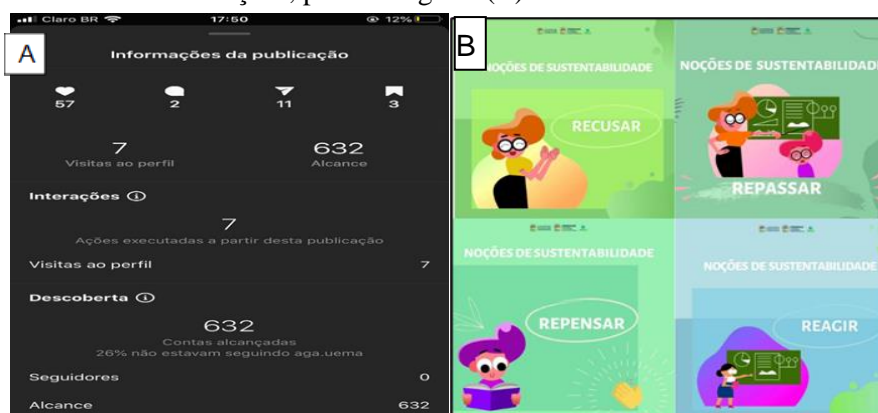 Claro BR 17:50 12%
A
Informações da publicação
57 2 11 3
7 632
Visitas ao perfil Alcance
Interações
7
Ações executadas a partir desta publicação
Visitas ao perfil 7
Descoberta
632
Contas alcançadas
26% não estavam seguindo aga.uema
Seguidores 0
Alcance 632
B
NOÇÕES DE SUSTENTABILIDADE
RECUSAR
NOÇÕES DE SUSTENTABILIDADE
REPASSAR
NOÇÕES DE SUSTENTABILIDADE
REPENSAR
NOÇÕES DE SUSTENTABILIDADE
REAGIR